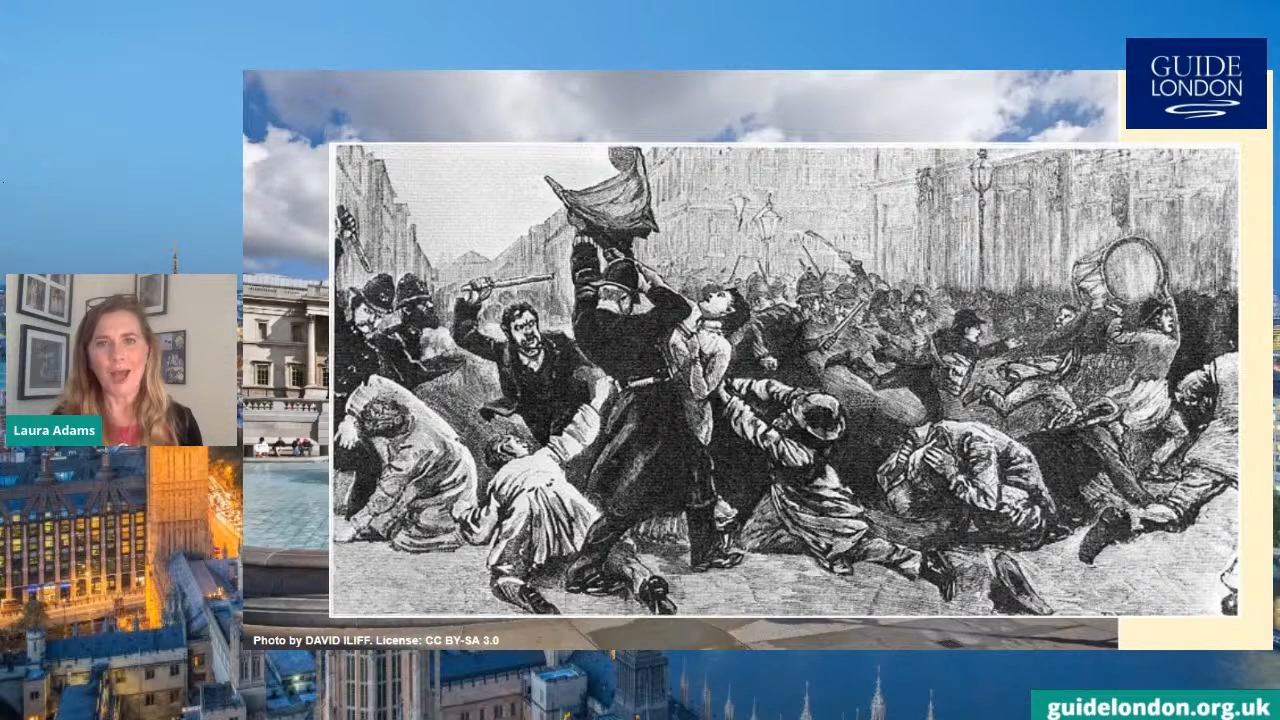 GUIDE
LONDON
Laura Adams
Photo by DAVID ILIFF. License: CC BY-SA 3.0
guidelondon.org.uk